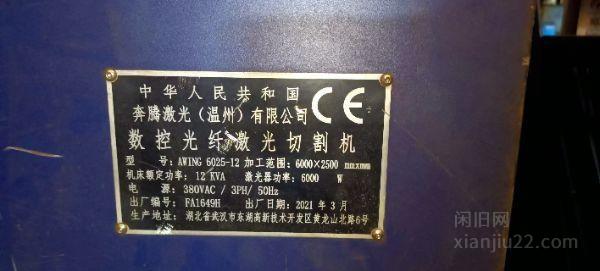 中华人民共和国
奔腾激光(温州)有限公司 CE
数控光纤激光切割机
型 号: AWING 6025-12 加工范围: 6000×2500 mm×mm
机床额定功率: 12 KVA 激光器功率: 6000 W
电 源: 380VAC / 3PH/ 50Hz
出厂编号: FA1649H 出厂日期: 2021 年 3 月
生产地址: 湖北省武汉市东湖高新技术开发区黄龙山北路6号
闲旧网
xianjiu22.com